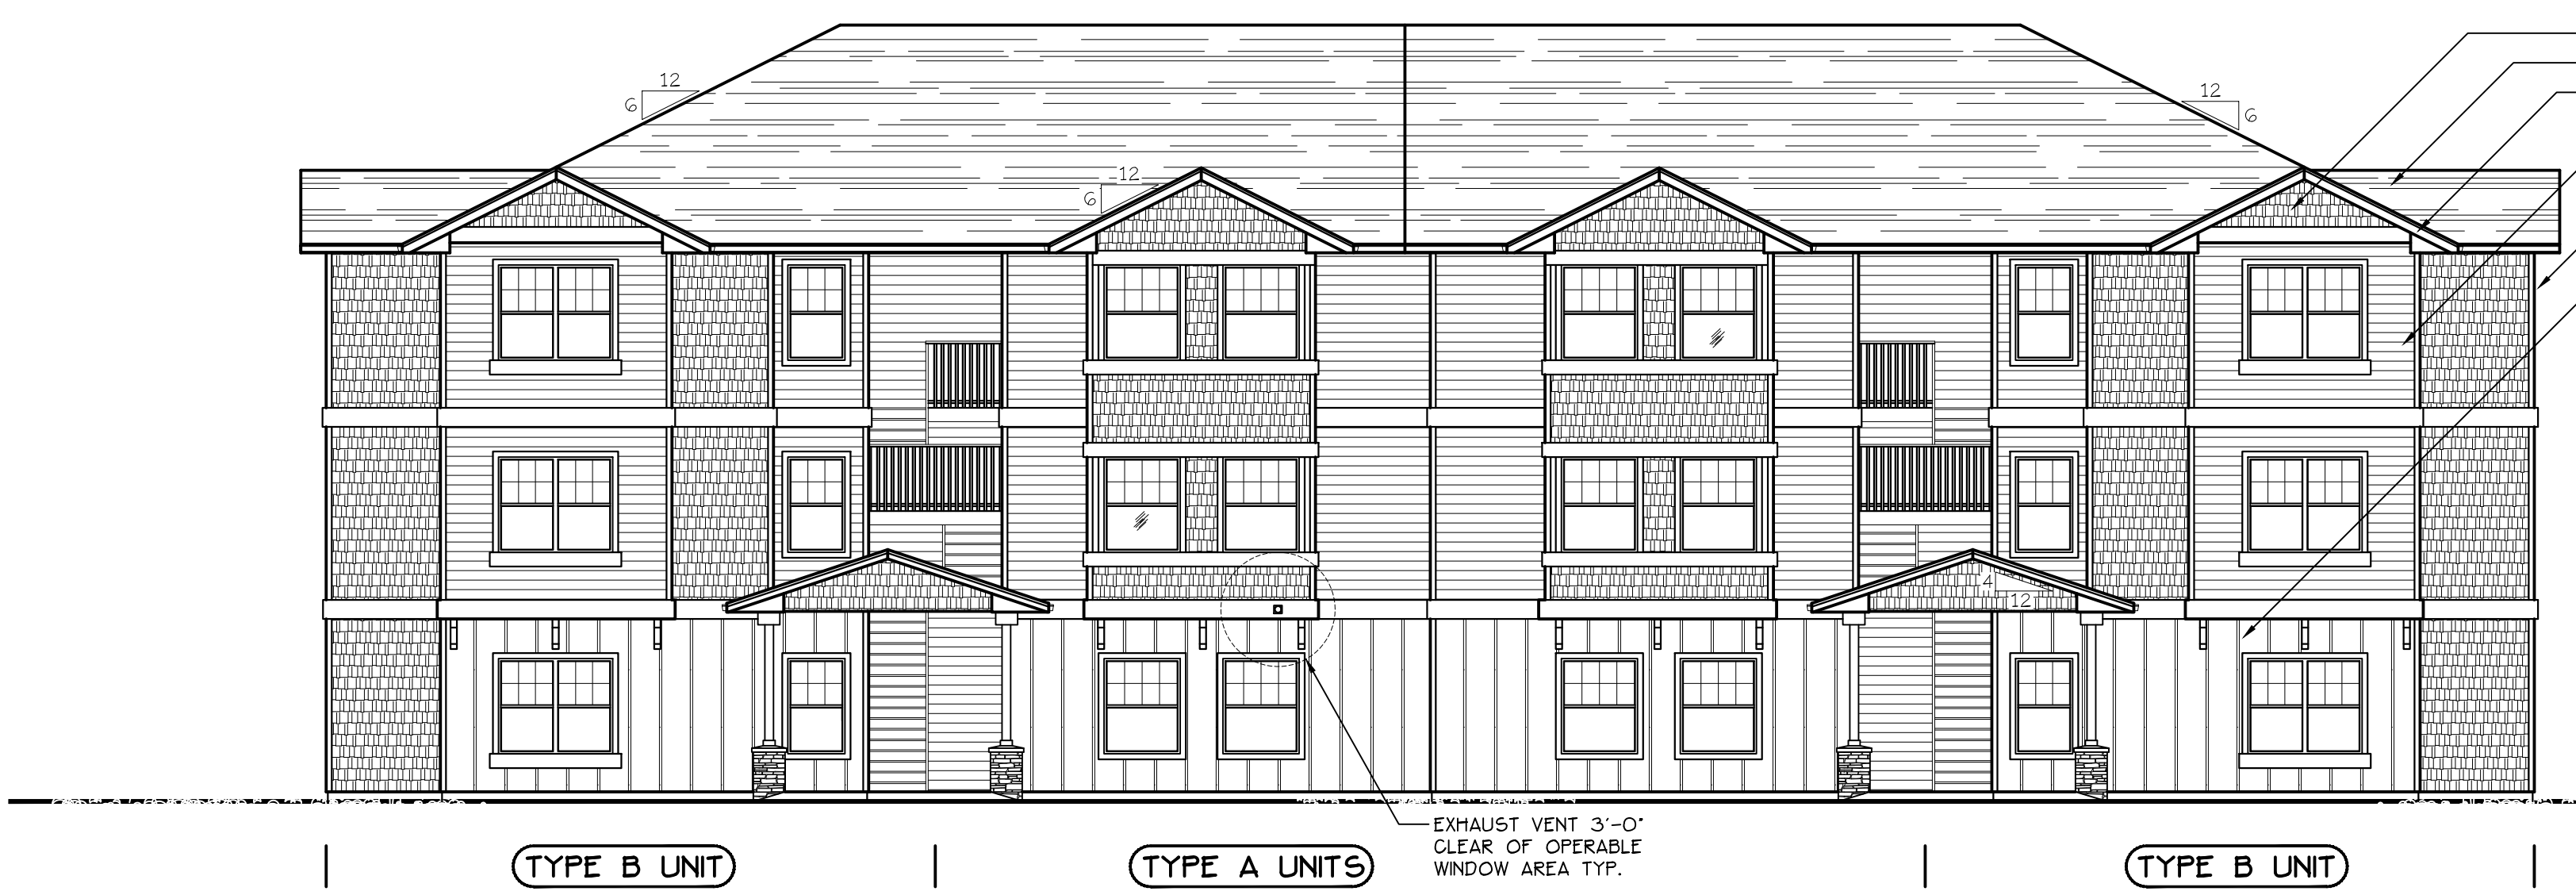 12
6
12
6
12
6
4
12
EXHAUST VENT 3'-0"
CLEAR OF OPERABLE
WINDOW AREA TYP.
TYPE B UNIT
TYPE A UNITS
TYPE B UNIT